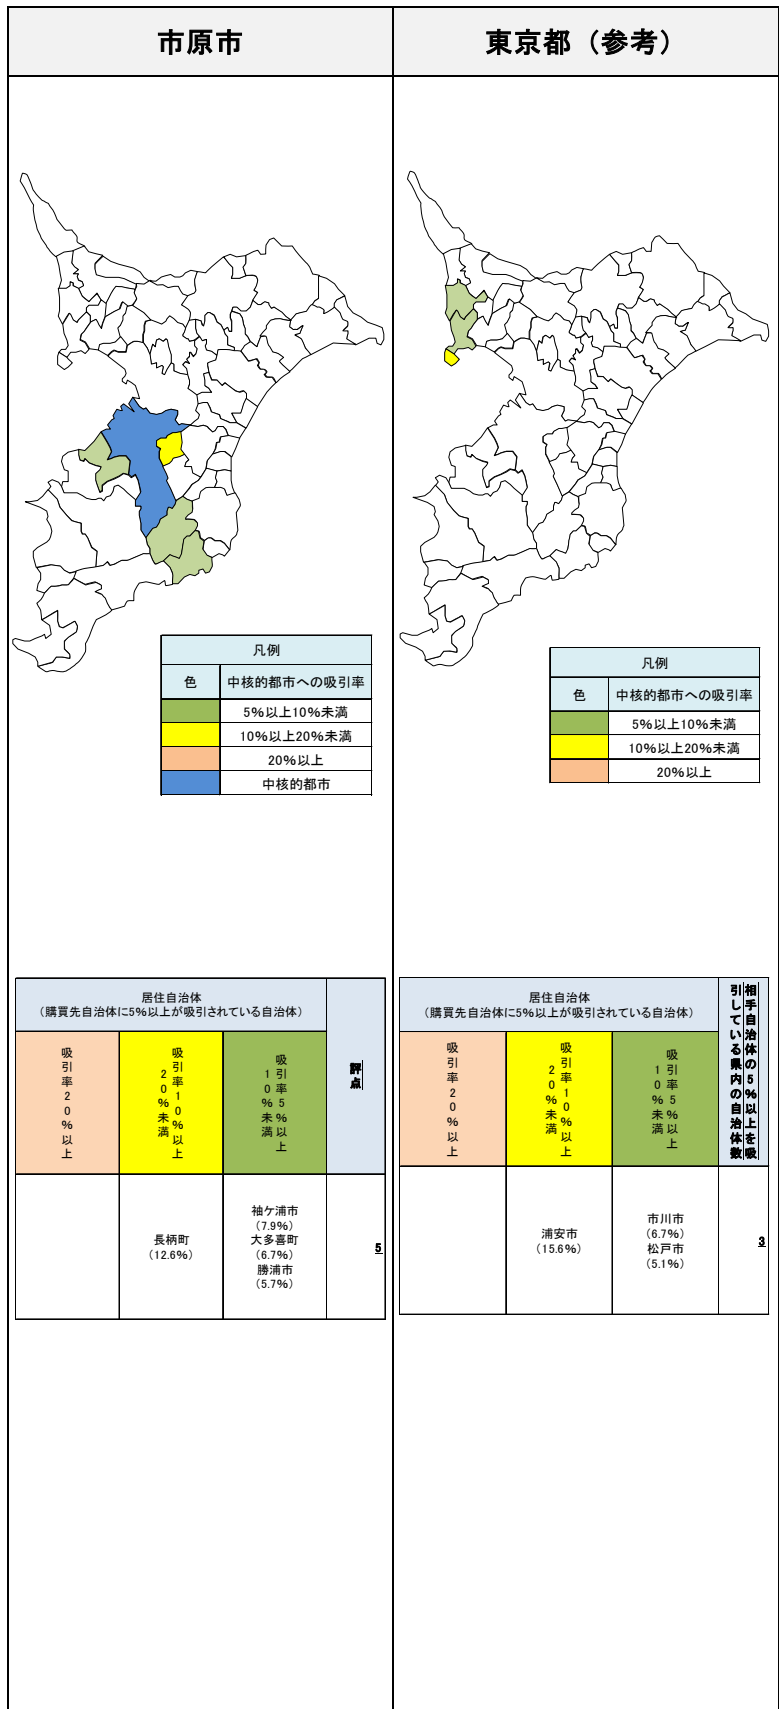 市原市
凡例
色
中核的都市への吸引率
5%以上10%未満
10%以上20%未満
20%以上
中核的都市
居住自治体
（購買先自治体に5%以上が吸引されている自治体）
評点
吸引率20%以上
吸引率10%以上
20%未満
吸引率5%以上
10%未満
長柄町
（12.6%）
袖ケ浦市
（7.9%）
大多喜町
（6.7%）
勝浦市
（5.7%）
5
東京都（参考）
凡例
色
中核的都市への吸引率
5%以上10%未満
10%以上20%未満
20%以上
居住自治体
（購買先自治体に5%以上が吸引されている自治体）
相手自治体の5%以上を吸
引している県内の自治体数
吸引率20%以上
吸引率10%以上
20%未満
吸引率5%以上
10%未満
浦安市
（15.6%）
市川市
（6.7%）
松戸市
（5.1%）
3